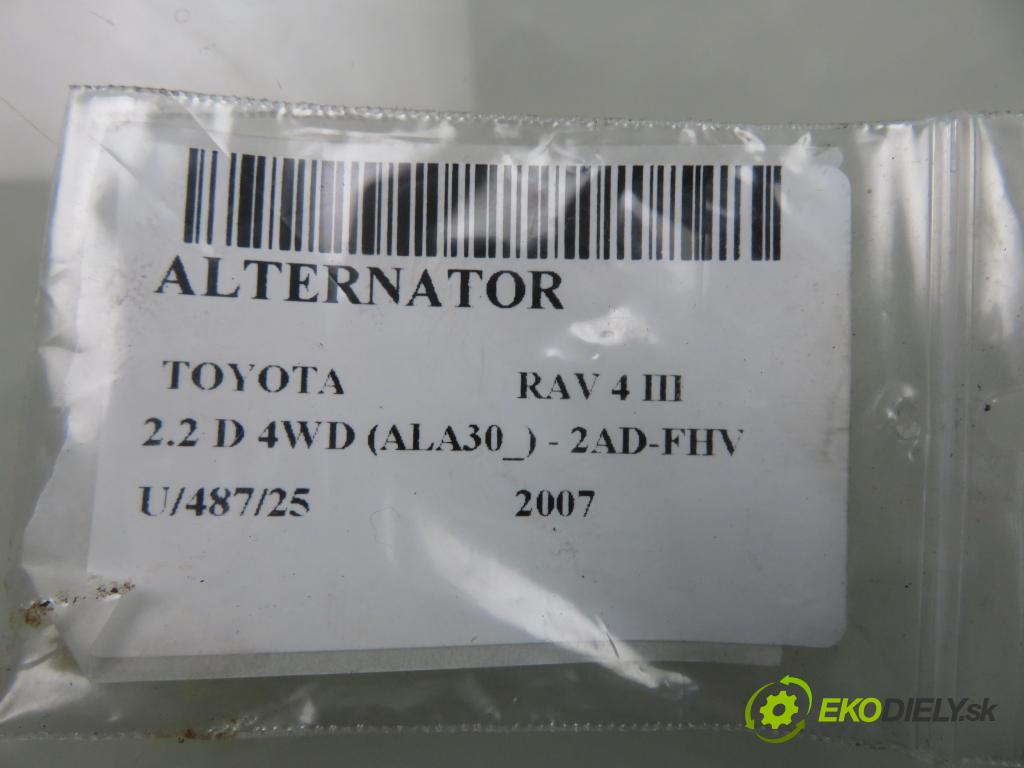 ALTERNATOR
TOYOTA RAV 4 III
2.2 D 4WD (ALA30_) - 2AD-FHV
U/487/25 2007
EKODIELY.sk